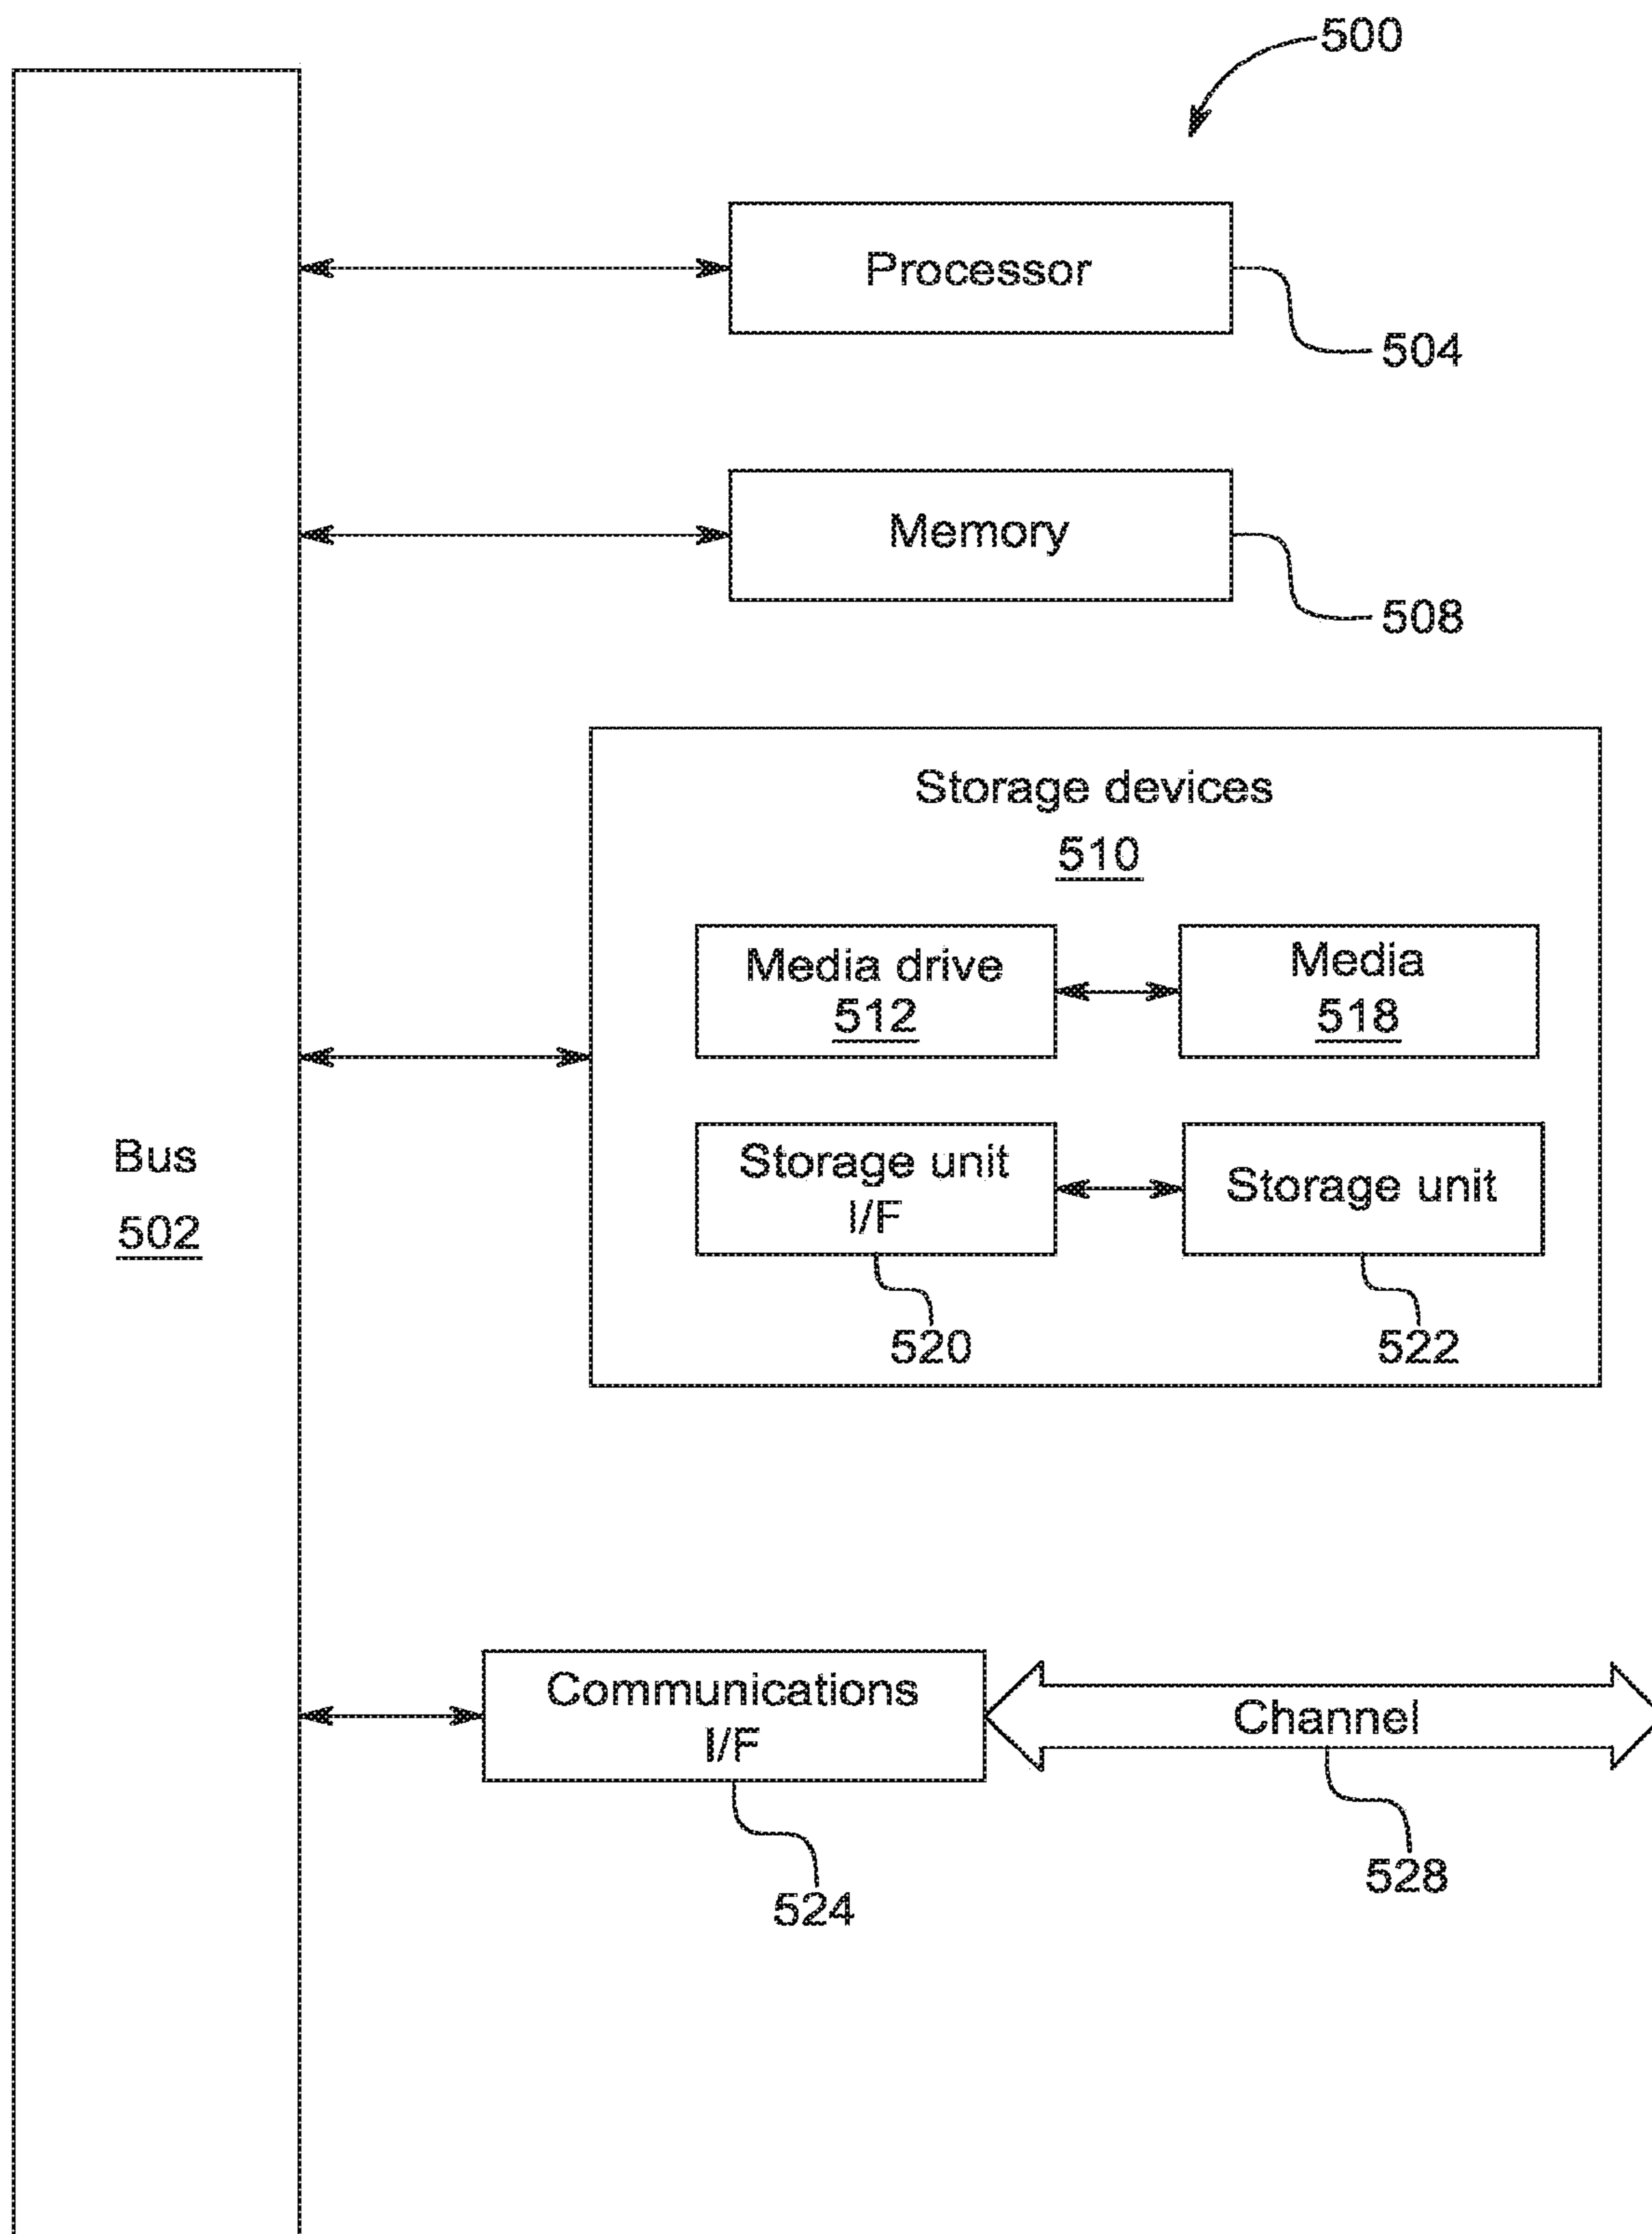 500
Processor
504
Memory
508
Storage devices
510
Media drive
512
Media
518
Bus
502
Storage unit
I/F
Storage unit
520
522
Communications
I/F
Channel
524
528